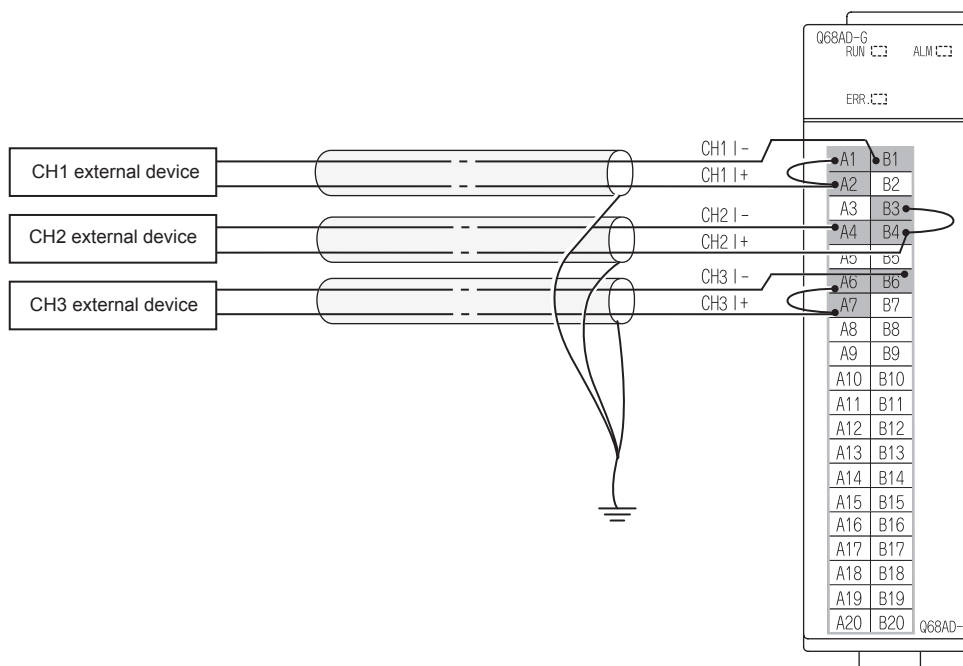 Q68AD-G
RUN ALM
ERR.
CH1 external device
CH1 I-
CH1 I+
CH2 external device
CH2 I-
CH2 I+
CH3 external device
CH3 I-
CH3 I+
A1 B1
A2 B2
A3 B3
A4 B4
A5 B5
A6 B6
A7 B7
A8 B8
A9 B9
A10 B10
A11 B11
A12 B12
A13 B13
A14 B14
A15 B15
A16 B16
A17 B17
A18 B18
A19 B19
A20 B20
Q68AD-